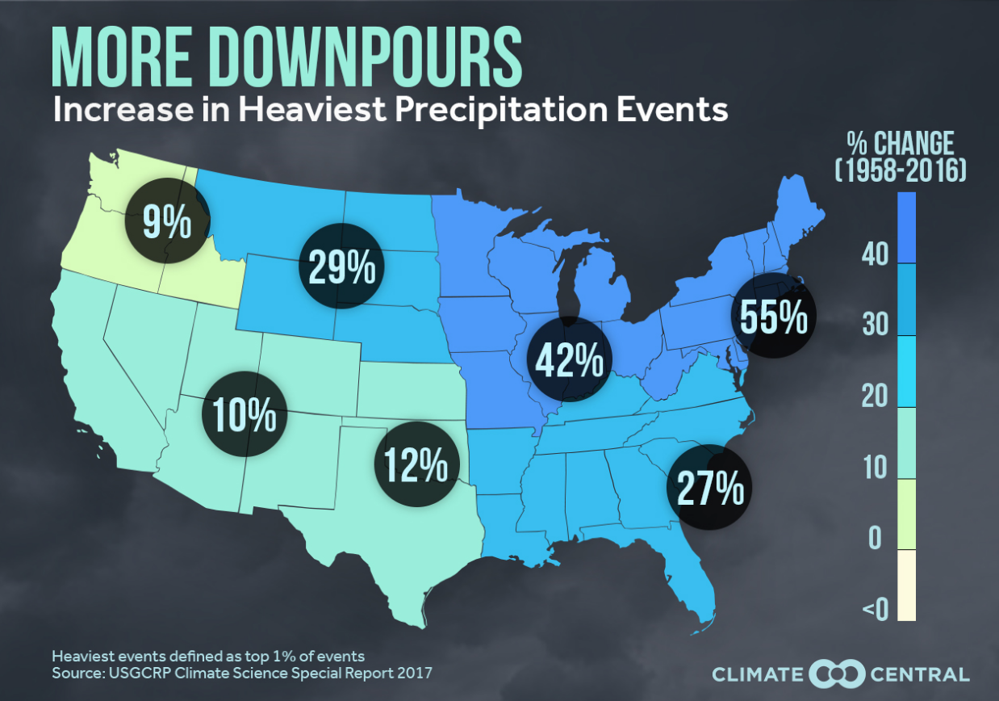 MORE DOWNPOURS
Increase in Heaviest Precipitation Events
% CHANGE
(1958-2016)
9%
29%
55%
42%
10%
12%
27%
40
30
20
10
0
<0
Heaviest events defined as top 1% of events
Source: USGCRP Climate Science Special Report 2017
CLIMATE CENTRAL